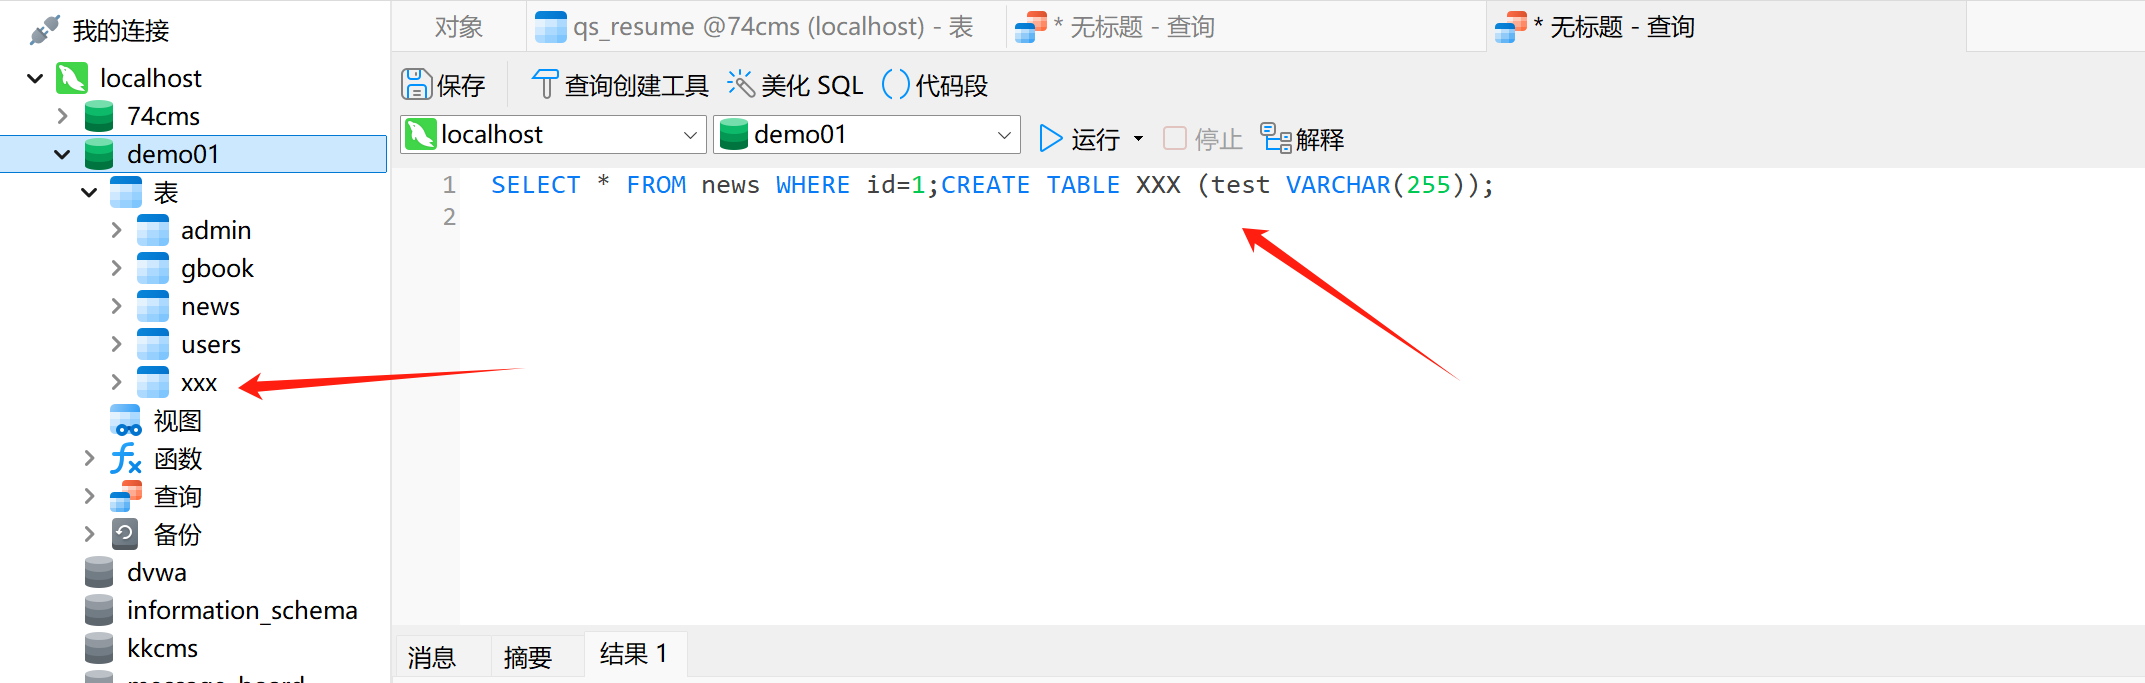 我的连接
localhost
74cms
demo01
表
admin
gbook
news
users
xxx
视图
函数
查询
备份
dvwa
information_schema
kkcms
对象
qs_resume @74cms (localhost) - 表
* 无标题 - 查询
* 无标题 - 查询
保存
查询创建工具
美化 SQL
代码段
localhost
demo01
运行
停止
解释
1 SELECT * FROM news WHERE id=1;CREATE TABLE XXX (test VARCHAR(255));
2
消息
摘要
结果 1